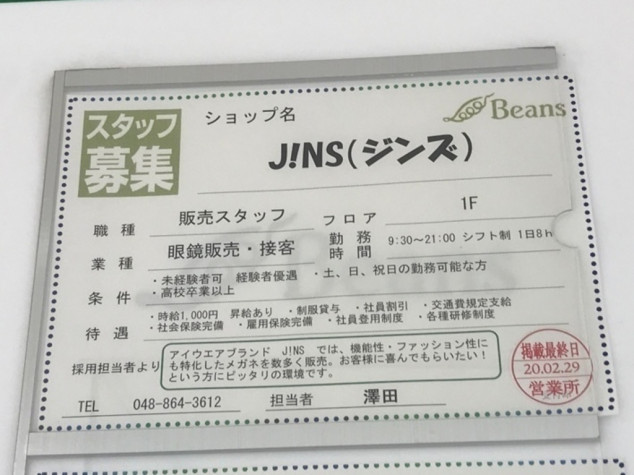 スタッフ
募集
ショップ名
Beans
J!NS(ジンズ)
職種 販売スタッフ フロア 1F
業種 眼鏡販売・接客 勤務時間 9:30～21:00 シフト制 1日8H
条件 ・未経験者可 経験者優遇 ・土、日、祝日の勤務可能な方
・高校卒業以上
待遇 ・時給1,000円 昇給あり ・制服貸与 ・社員割引 ・交通費規定支給
・社会保険完備 ・雇用保険完備 ・社員登用制度 ・各種研修制度
採用担当者より アイウエアブランド J!NS では、機能性・ファッション性に
も特化したメガネを数多く販売。お客様に喜んでもらいたい!
という方にピッタリの環境です。
掲載最終日
20.02.29
営業所
TEL 048-864-3612 担当者 澤田